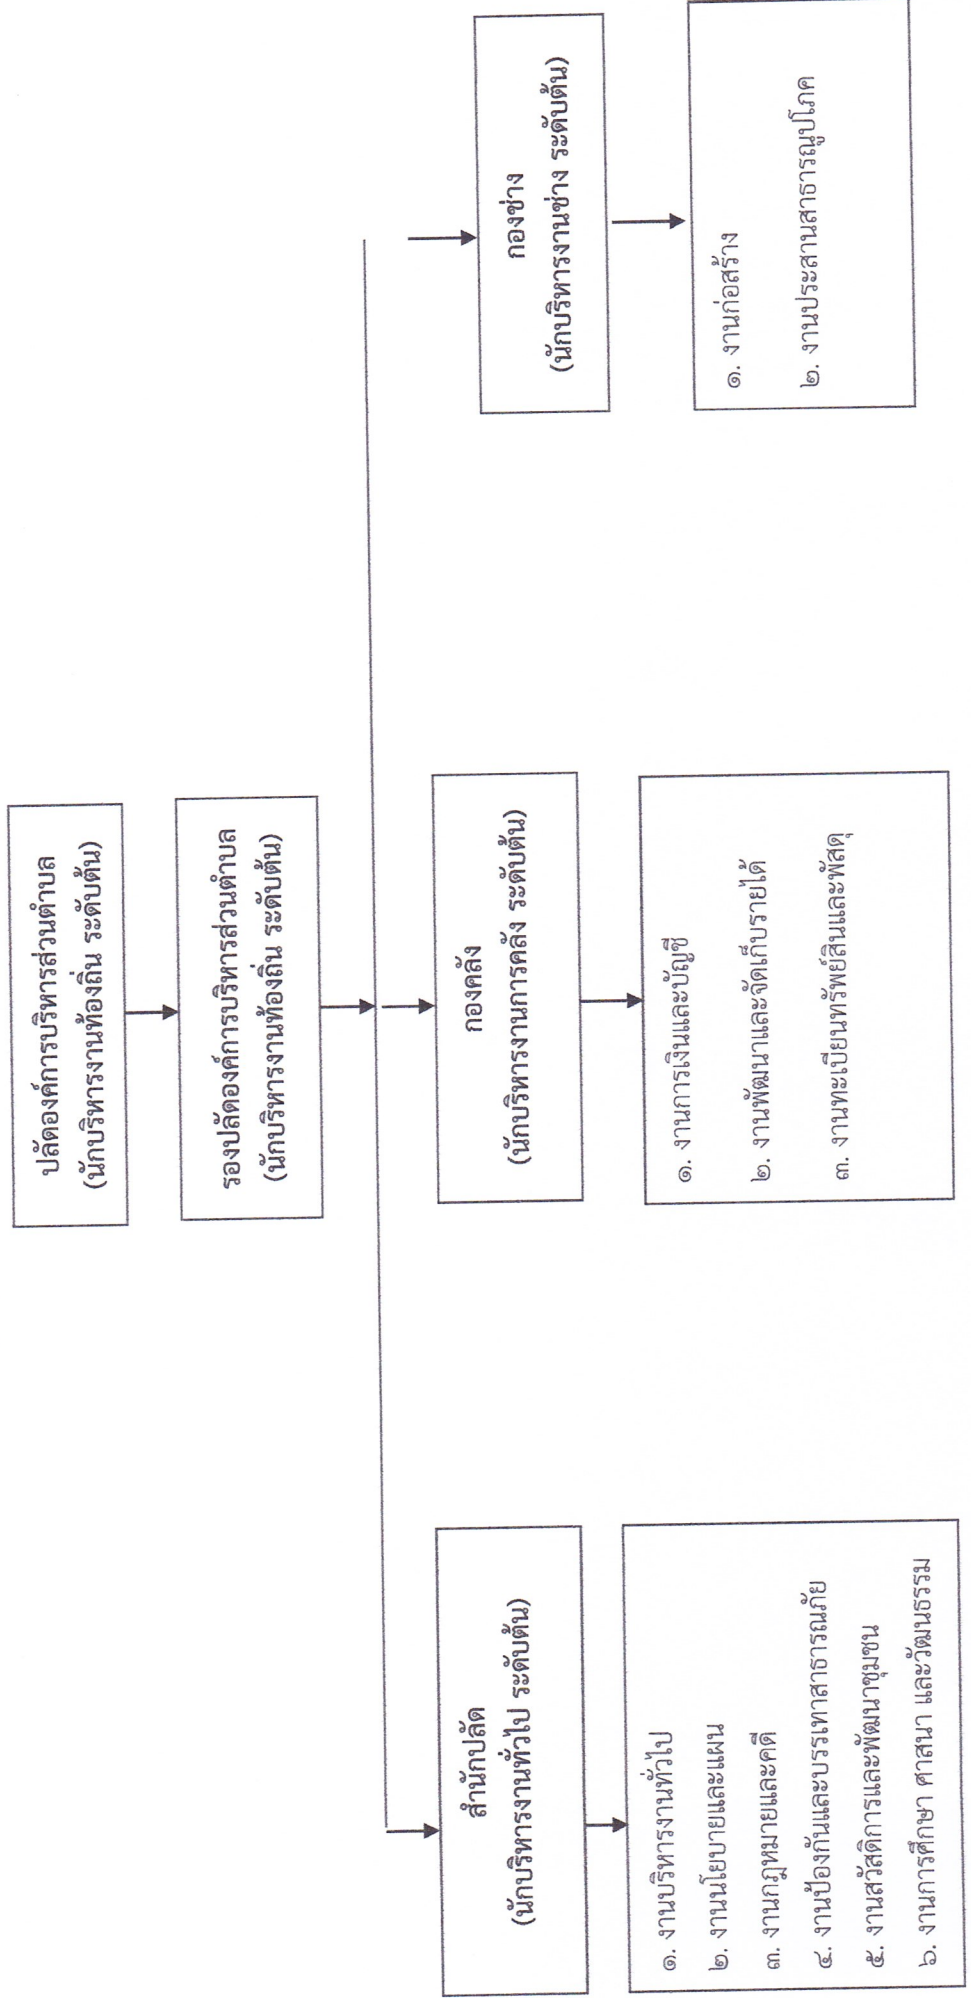 ปลัดองค์การบริหารส่วนตำบล
(นักบริหารงานท้องถิ่น ระดับต้น)
รองปลัดองค์การบริหารส่วนตำบล
(นักบริหารงานท้องถิ่น ระดับต้น)
สำนักปลัด
(นักบริหารงานทั่วไป ระดับต้น)
๑. งานบริหารงานทั่วไป
๒. งานนโยบายและแผน
๓. งานกฎหมายและคดี
๔. งานป้องกันและบรรเทาสาธารณภัย
๕. งานสวัสดิการและพัฒนาชุมชน
๖. งานการศึกษา ศาสนา และวัฒนธรรม
กองคลัง
(นักบริหารงานการคลัง ระดับต้น)
๑. งานการเงินและบัญชี
๒. งานพัฒนาและจัดเก็บรายได้
๓. งานทะเบียนทรัพย์สินและพัสดุ
กองช่าง
(นักบริหารงานช่าง ระดับต้น)
๑. งานก่อสร้าง
๒. งานประสานสาธารณูปโภค